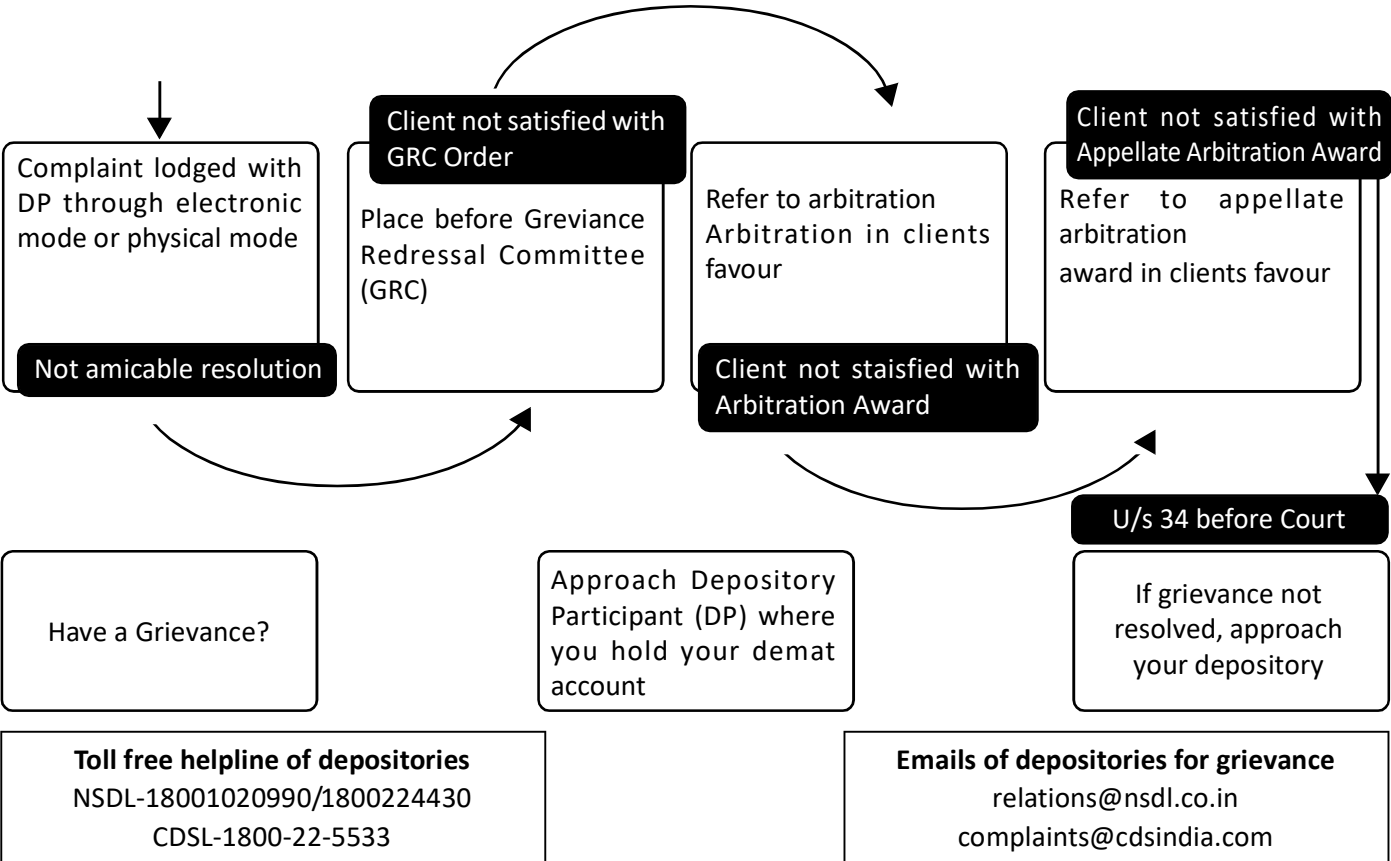 Complaint lodged with
DP through electronic
mode or physical mode
Not amicable resolution
Client not satisfied with
GRC Order
Place before Greviance
Redressal Committee
(GRC)
Refer to arbitration
Arbitration in clients
favour
Client not staisfied with
Arbitration Award
Client not satisfied with
Appellate Arbitration Award
Refer to appellate
arbitration
award in clients favour
U/s 34 before Court
Have a Grievance?
Approach Depository
Participant (DP) where
you hold your demat
account
If grievance not
resolved, approach
your depository
Toll free helpline of depositories
NSDL-18001020990/1800224430
CDSL-1800-22-5533
Emails of depositories for grievance
relations@nsdl.co.in
complaints@cdsindia.com